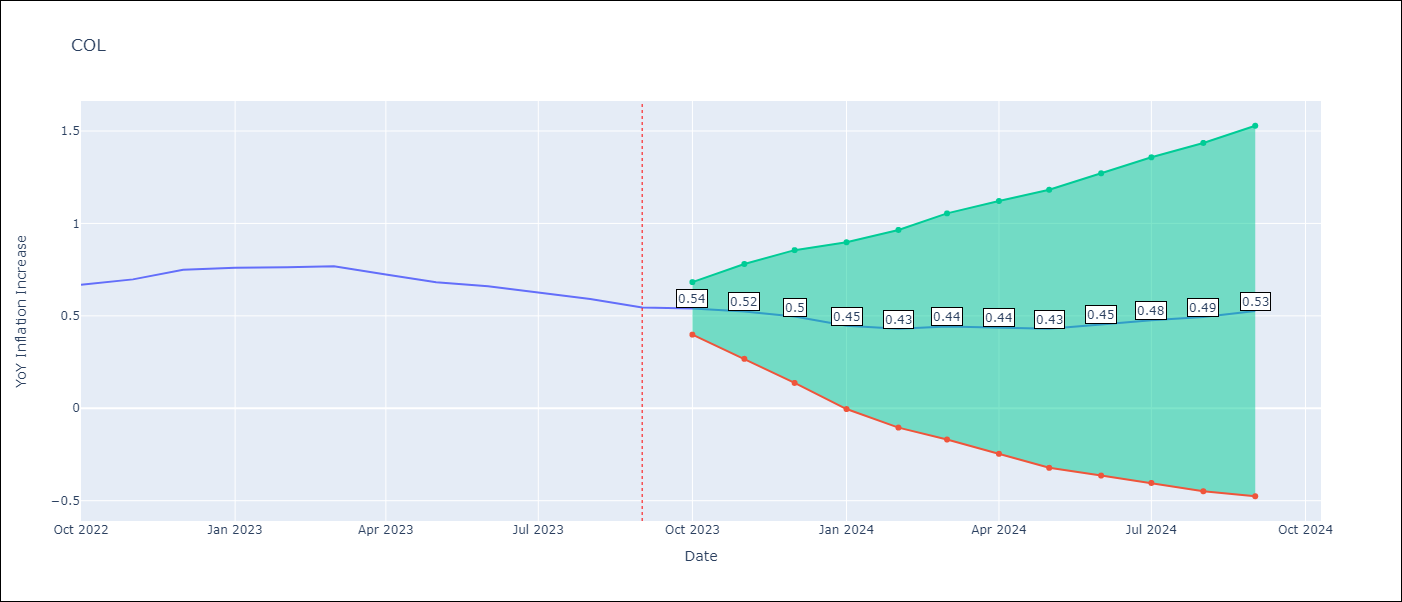 COL
YoY Inflation Increase
1.5
1
0.5
0
−0.5
0.54
0.52
0.5
0.45
0.43
0.44
0.44
0.43
0.45
0.48
0.49
0.53
Oct 2022
Jan 2023
Apr 2023
Jul 2023
Oct 2023
Jan 2024
Apr 2024
Jul 2024
Oct 2024
Date